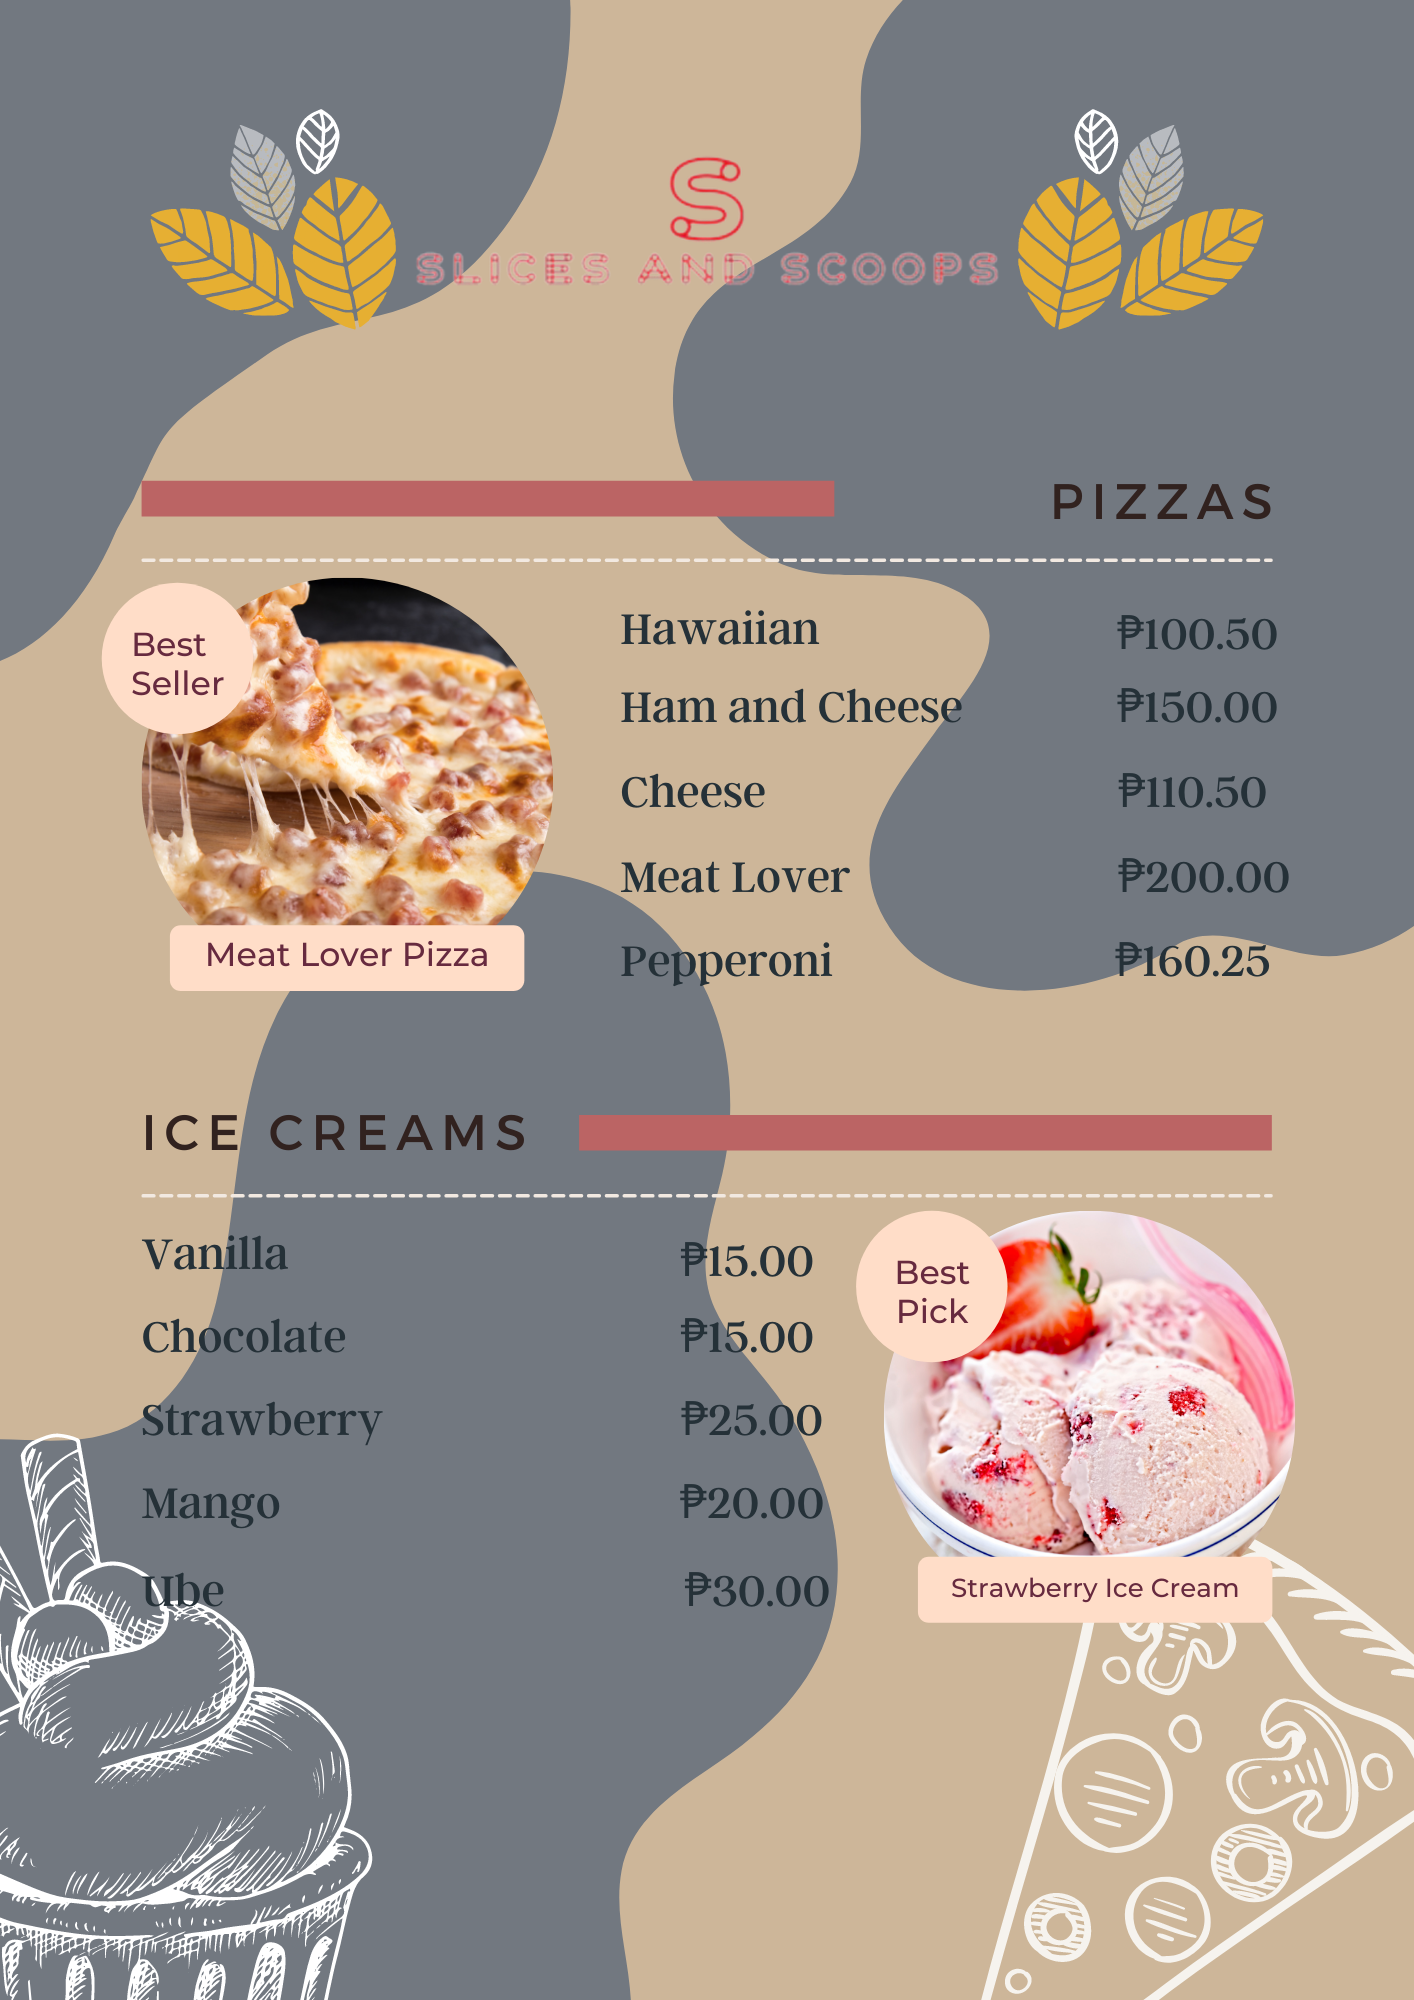 S
SLICES AND SCOOPS
PIZZAS
Best
Seller
Meat Lover Pizza
Hawaiian ₱100.50
Ham and Cheese ₱150.00
Cheese ₱110.50
Meat Lover ₱200.00
Pepperoni ₱160.25
ICE CREAMS
Vanilla ₱15.00
Chocolate ₱15.00
Strawberry ₱25.00
Mango ₱20.00
Ube ₱30.00
Best
Pick
Strawberry Ice Cream